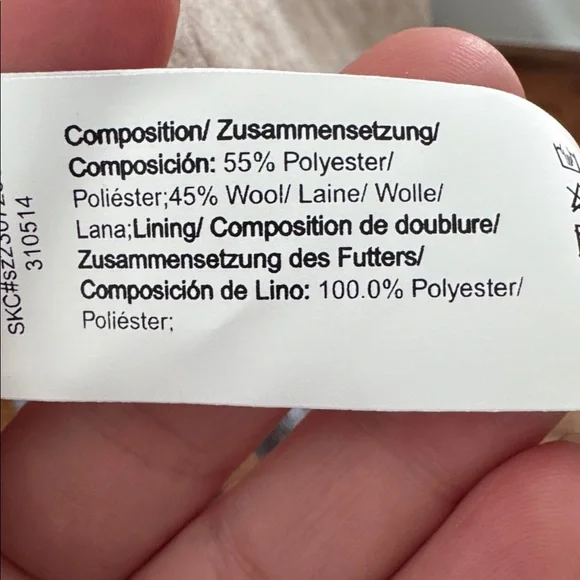 Composition/ Zusammensetzung/
Composición: 55% Polyester/
Poliéster;45% Wool/ Laine/ Wolle/
Lana;Lining/ Composition de doublure/
Zusammensetzung des Futters/
Composición de Lino: 100.0% Polyester/
Poliéster;
310514